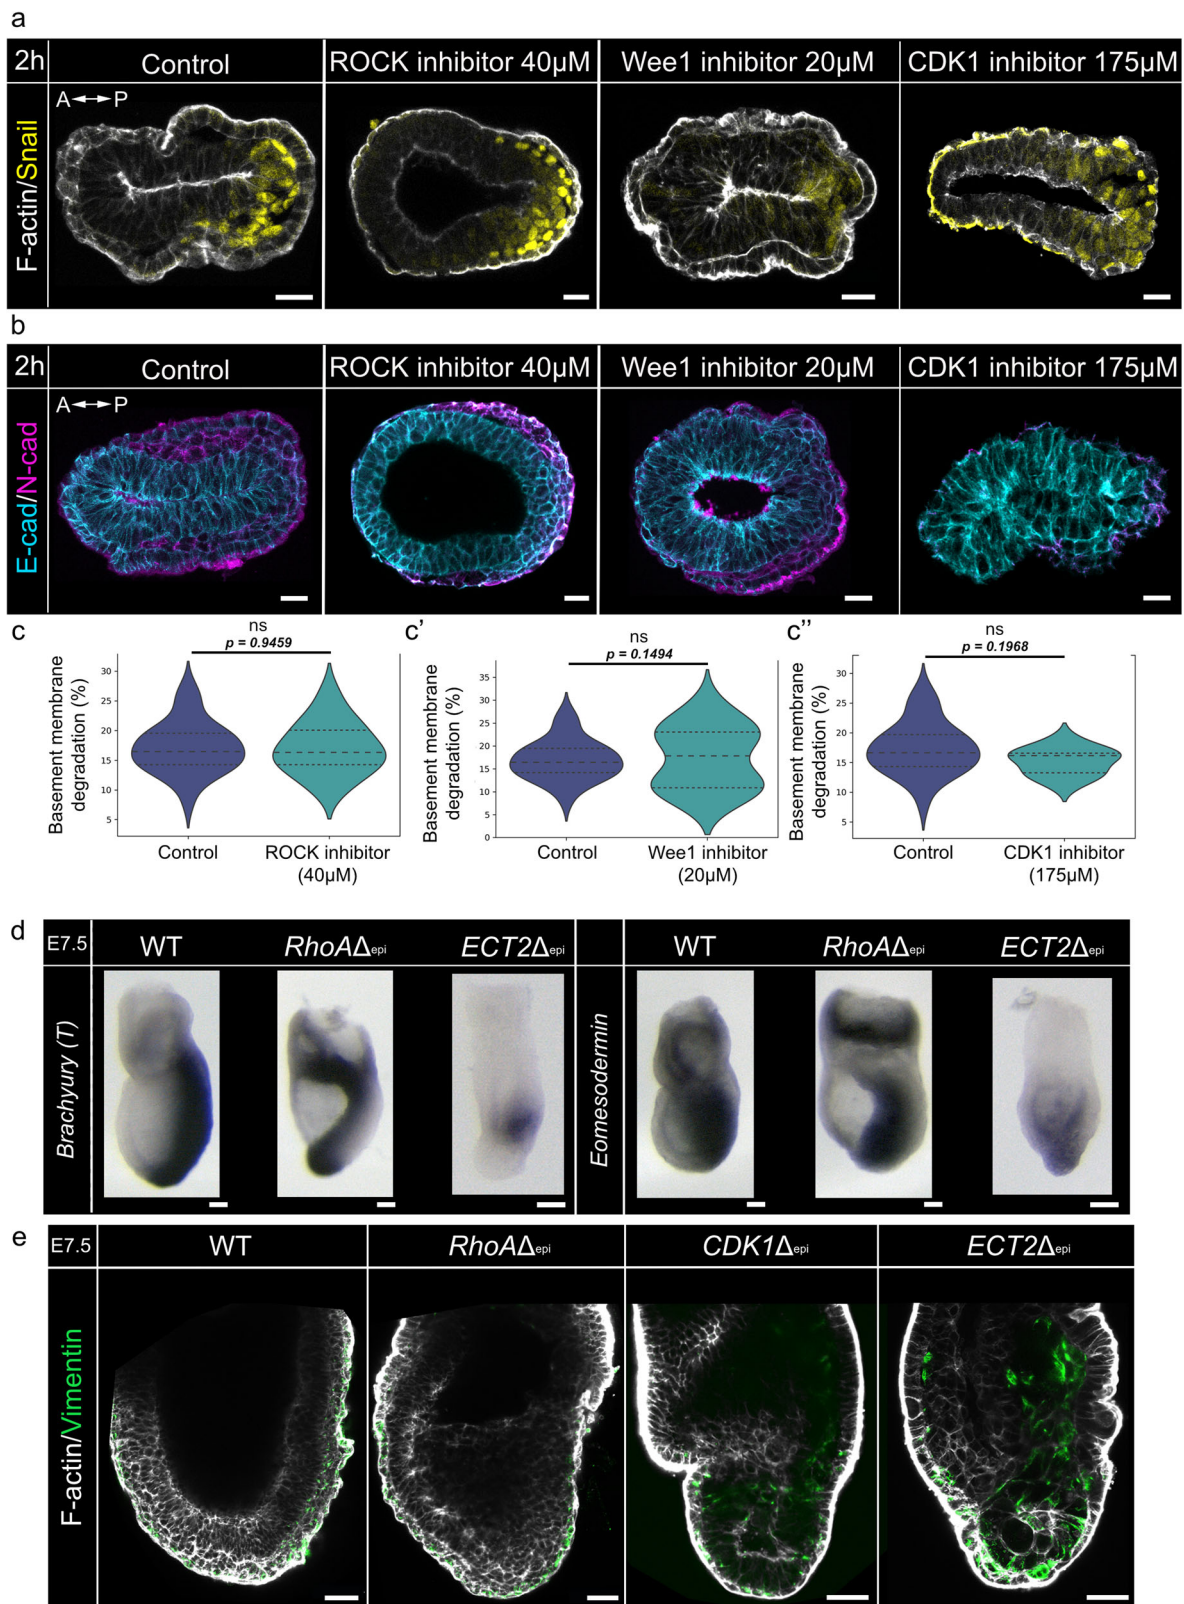 a
2h Control ROCK inhibitor 40µM Wee1 inhibitor 20µM CDK1 inhibitor 175µM
A P
F-actin/Snail
b
2h Control ROCK inhibitor 40µM Wee1 inhibitor 20µM CDK1 inhibitor 175µM
A P
E-cad/N-cad
c
ns
p = 0.9459
Basement membrane
degradation (%)
30
25
20
15
10
5
Control
ROCK inhibitor
(40µM)
c'
ns
p = 0.1494
Basement membrane
degradation (%)
35
30
25
20
15
10
5
0
Control
Wee1 inhibitor
(20µM)
c''
ns
p = 0.1968
Basement membrane
degradation (%)
30
25
20
15
10
5
Control
CDK1 inhibitor
(175µM)
d
E7.5 WT RhoAΔepi ECT2Δepi WT RhoAΔepi ECT2Δepi
Brachyury (T)
Eomesodermin
e
E7.5 WT RhoAΔepi CDK1Δepi ECT2Δepi
F-actin/Vimentin